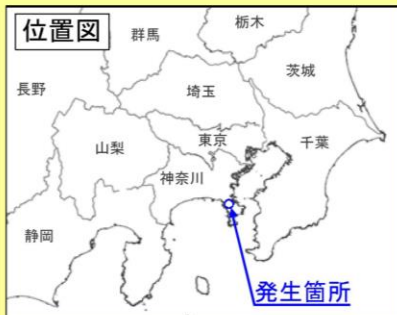 位置図
栃木
群馬
茨城
長野
埼玉
東京
千葉
山梨
神奈川
静岡
発生箇所